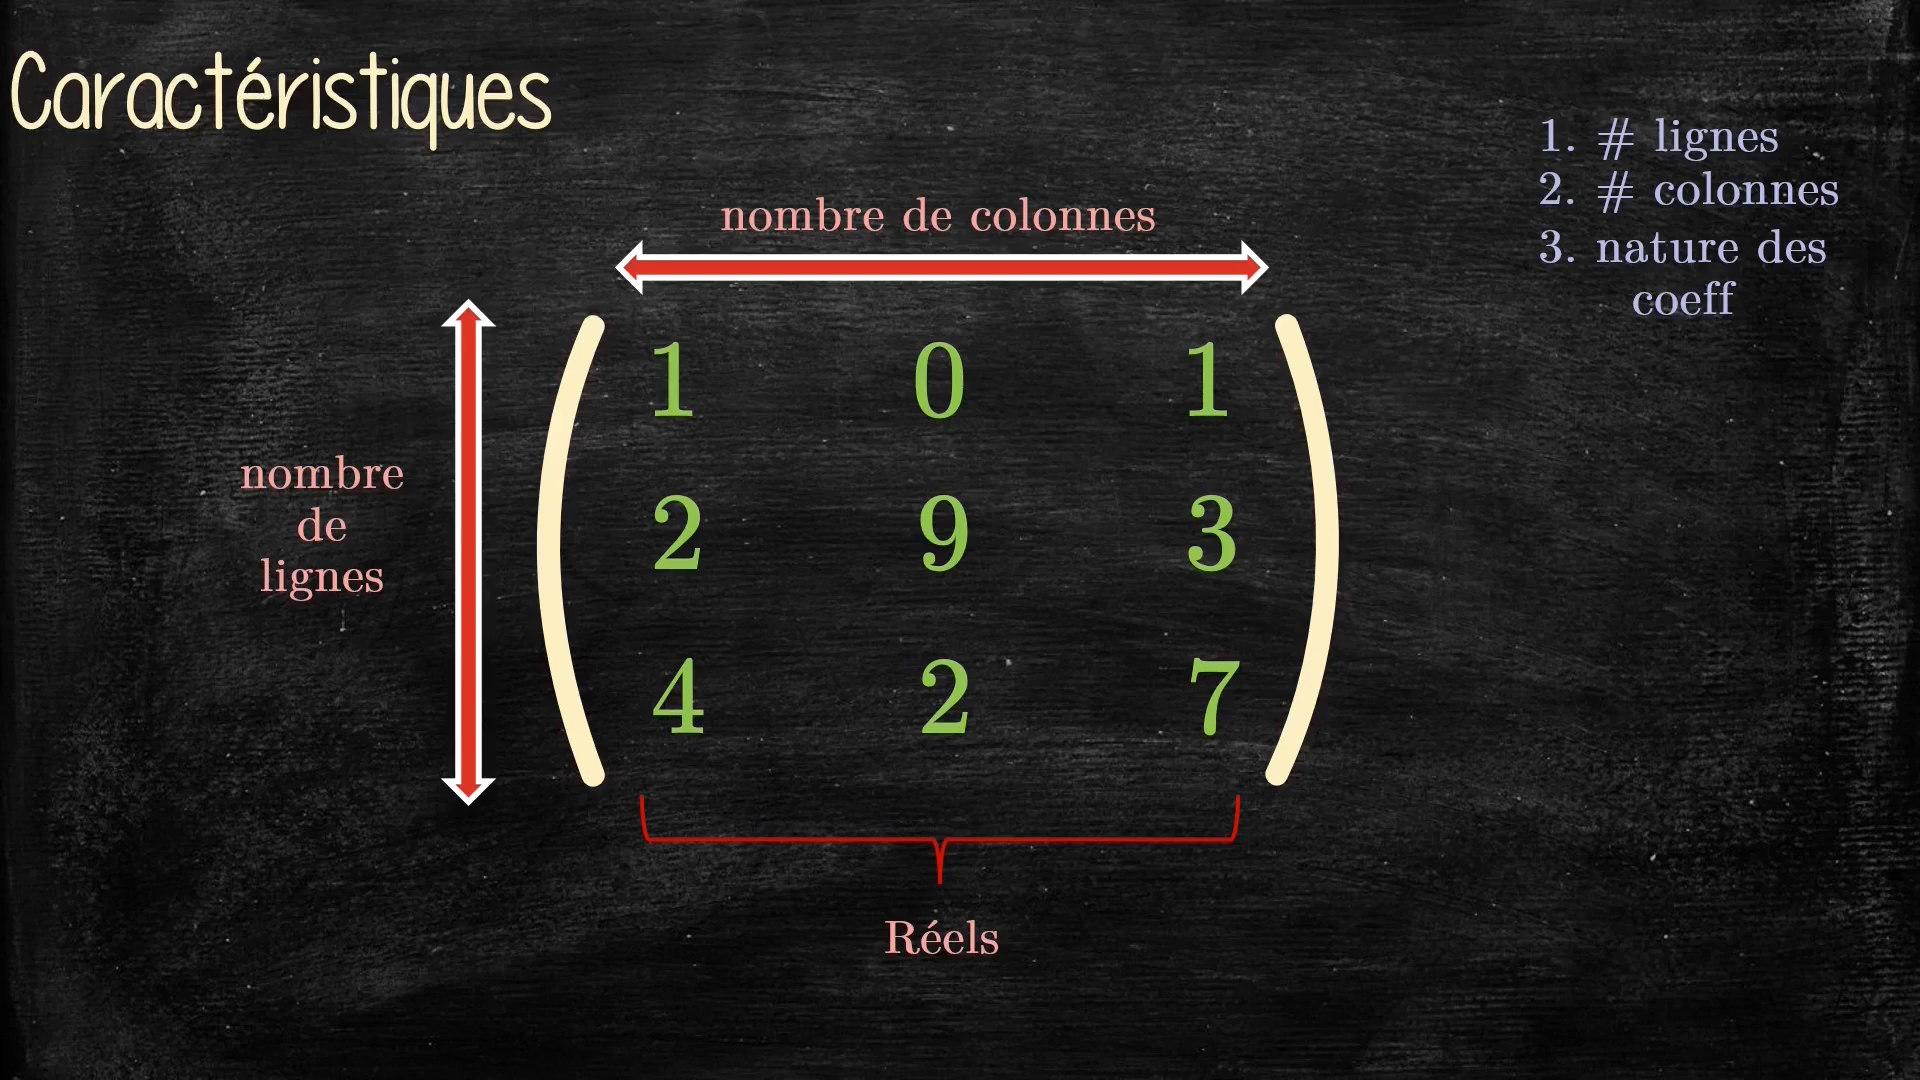 Caractéristiques
1. # lignes
2. # colonnes
3. nature des
coeff
nombre de colonnes
nombre
de
lignes
1 0 1
2 9 3
4 2 7
Réels